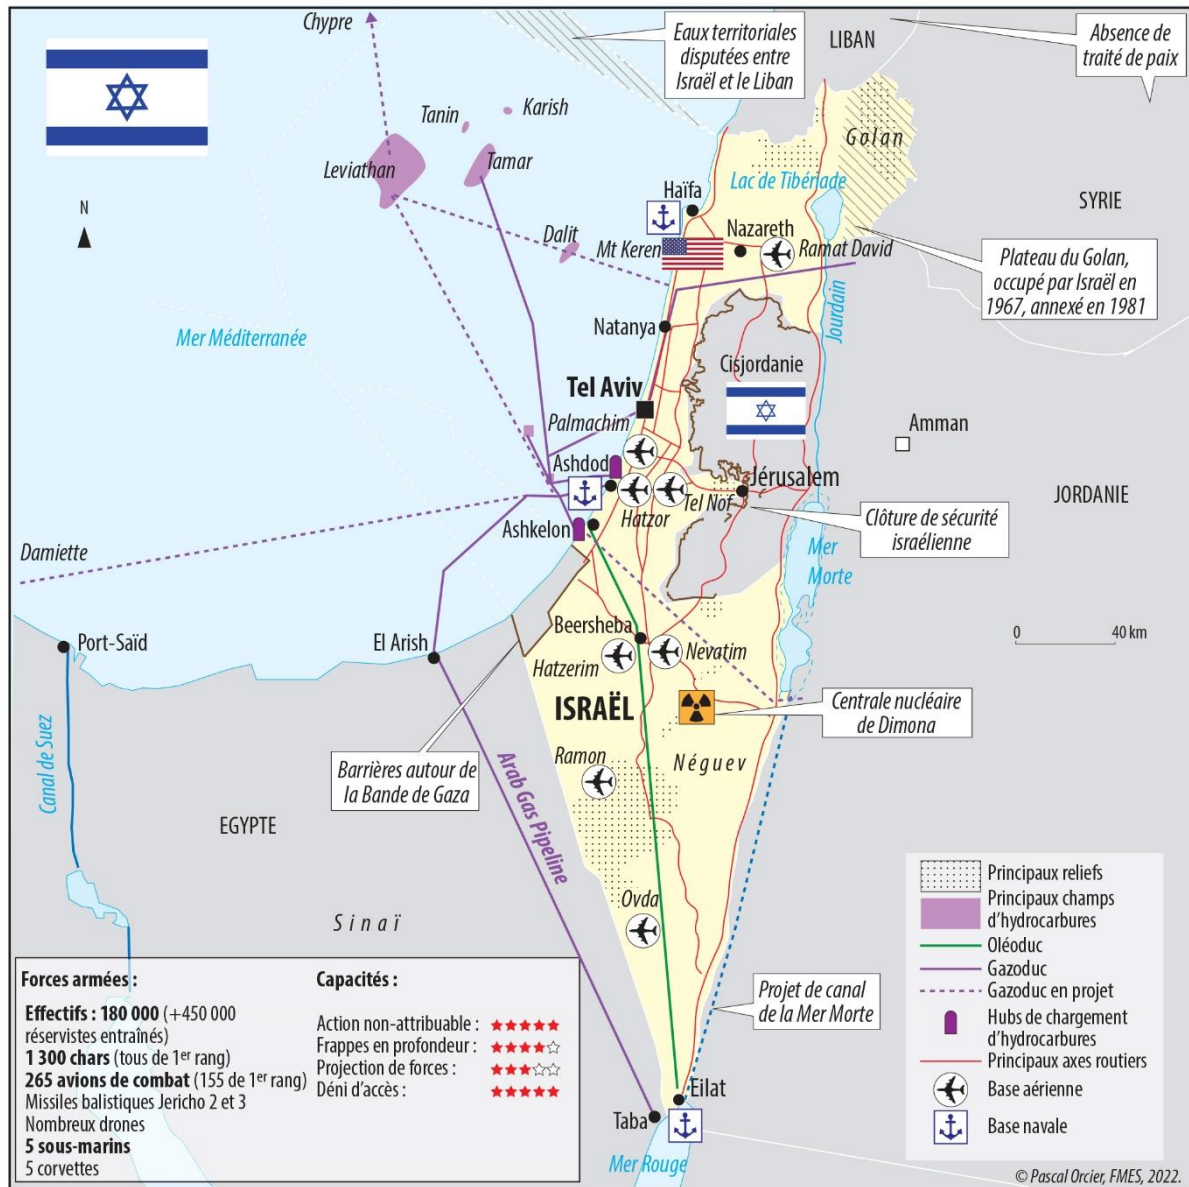 Chypre
Eaux territoriales
disputées entre
Israël et le Liban
LIBAN
Absence de
traité de paix
Tanin
Karish
Leviathan
Tamar
Golan
Lac de Tibériade
Haïfa
SYRIE
N
Dalit
Mt Keren
Nazareth
Ramat David
Plateau du Golan,
occupé par Israël en
1967, annexé en 1981
Jourdain
Mer Méditerranée
Natanya
Cisjordanie
Tel Aviv
Palmachim
Amman
Ashdod
Jérusalem
Hatzor
Tel Nof
JORDANIE
Ashkelon
Clôture de sécurité
israélienne
Damiette
Mer
Morte
Port-Saïd
El Arish
Beersheba
0 40 km
Hatzerim
Nevatim
ISRAËL
Centrale nucléaire
de Dimona
Canal de Suez
Ramon
Néguev
Barrières autour de
la Bande de Gaza
Arab Gas Pipeline
EGYPTE
Ovda
Sinaï
Projet de canal
de la Mer Morte
Eilat
Taba
Mer Rouge
Forces armées :
Effectifs : 180 000 (+450 000
réservistes entraînés)
1 300 chars (tous de 1er rang)
265 avions de combat (155 de 1er rang)
Missiles balistiques Jericho 2 et 3
Nombreux drones
5 sous-marins
5 corvettes
Capacités :
Action non-attribuable : ★★★★★
Frappes en profondeur : ★★★★☆
Projection de forces : ★★★☆☆
Déni d'accès : ★★★★★
Principaux reliefs
Principaux champs
d'hydrocarbures
Oléoduc
Gazoduc
Gazoduc en projet
Hubs de chargement
d'hydrocarbures
Principaux axes routiers
Base aérienne
Base navale
© Pascal Orcier, FMES, 2022.